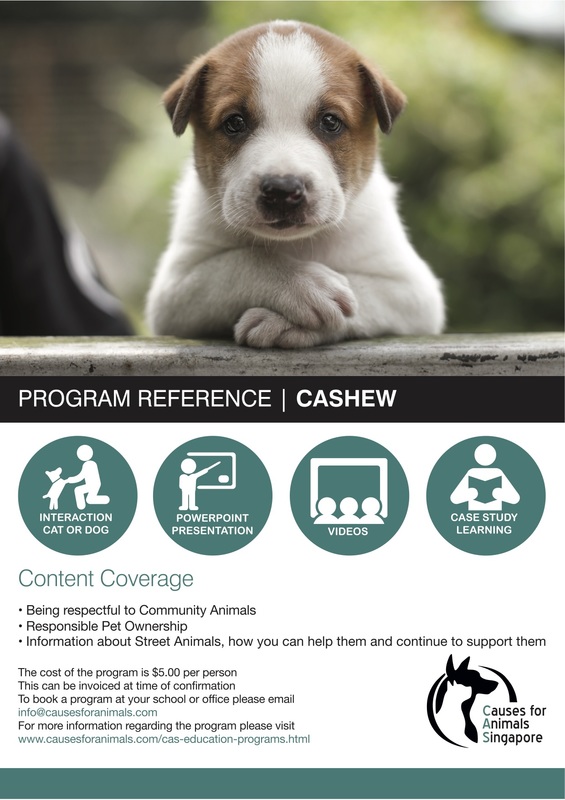 PROGRAM REFERENCE | CASHEW
INTERACTION
CAT OR DOG
POWERPOINT
PRESENTATION
VIDEOS
CASE STUDY
LEARNING
Content Coverage
• Being respectful to Community Animals
• Responsible Pet Ownership
• Information about Street Animals, how you can help them and continue to support them
The cost of the program is $5.00 per person
This can be invoiced at time of confirmation
To book a program at your school or office please email
info@causesforanimals.com
For more information regarding the program please visit
www.causesforanimals.com/cas-education-programs.html
Causes for
Animals
Singapore